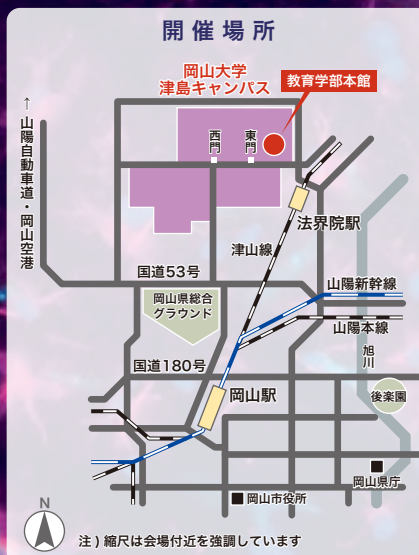 開催場所
岡山大学
津島キャンパス
教育学部本館
↑山陽自動車道・岡山空港
西門
東門
法界院駅
津山線
国道53号
山陽新幹線
岡山県総合
グラウンド
山陽本線
旭川
国道180号
岡山駅
後楽園
岡山県庁
岡山市役所
N
注）縮尺は会場付近を強調しています